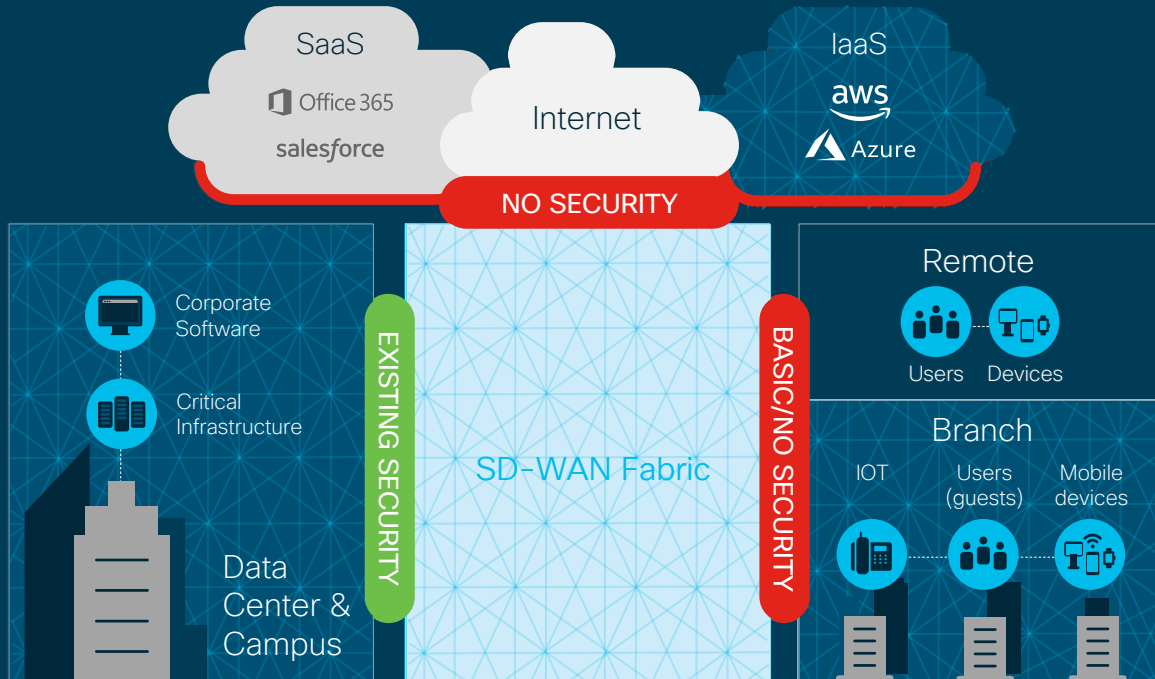 SaaS
Office 365
salesforce
Internet
IaaS
aws
Azure
NO SECURITY
Corporate
Software
Critical
Infrastructure
Data
Center &
Campus
EXISTING SECURITY
SD-WAN Fabric
BASIC/NO SECURITY
Remote
Users
Devices
Branch
IOT
Users
(guests)
Mobile
devices